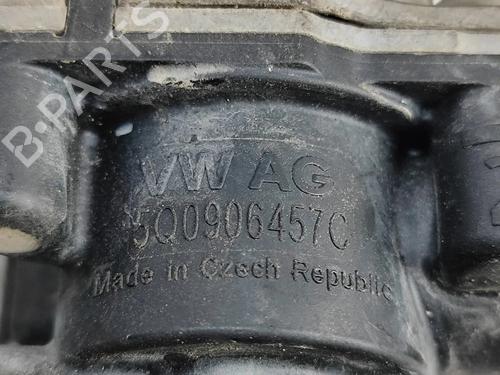 B-PARTS
VW AG
5Q0906457C
Made in Czech Republic